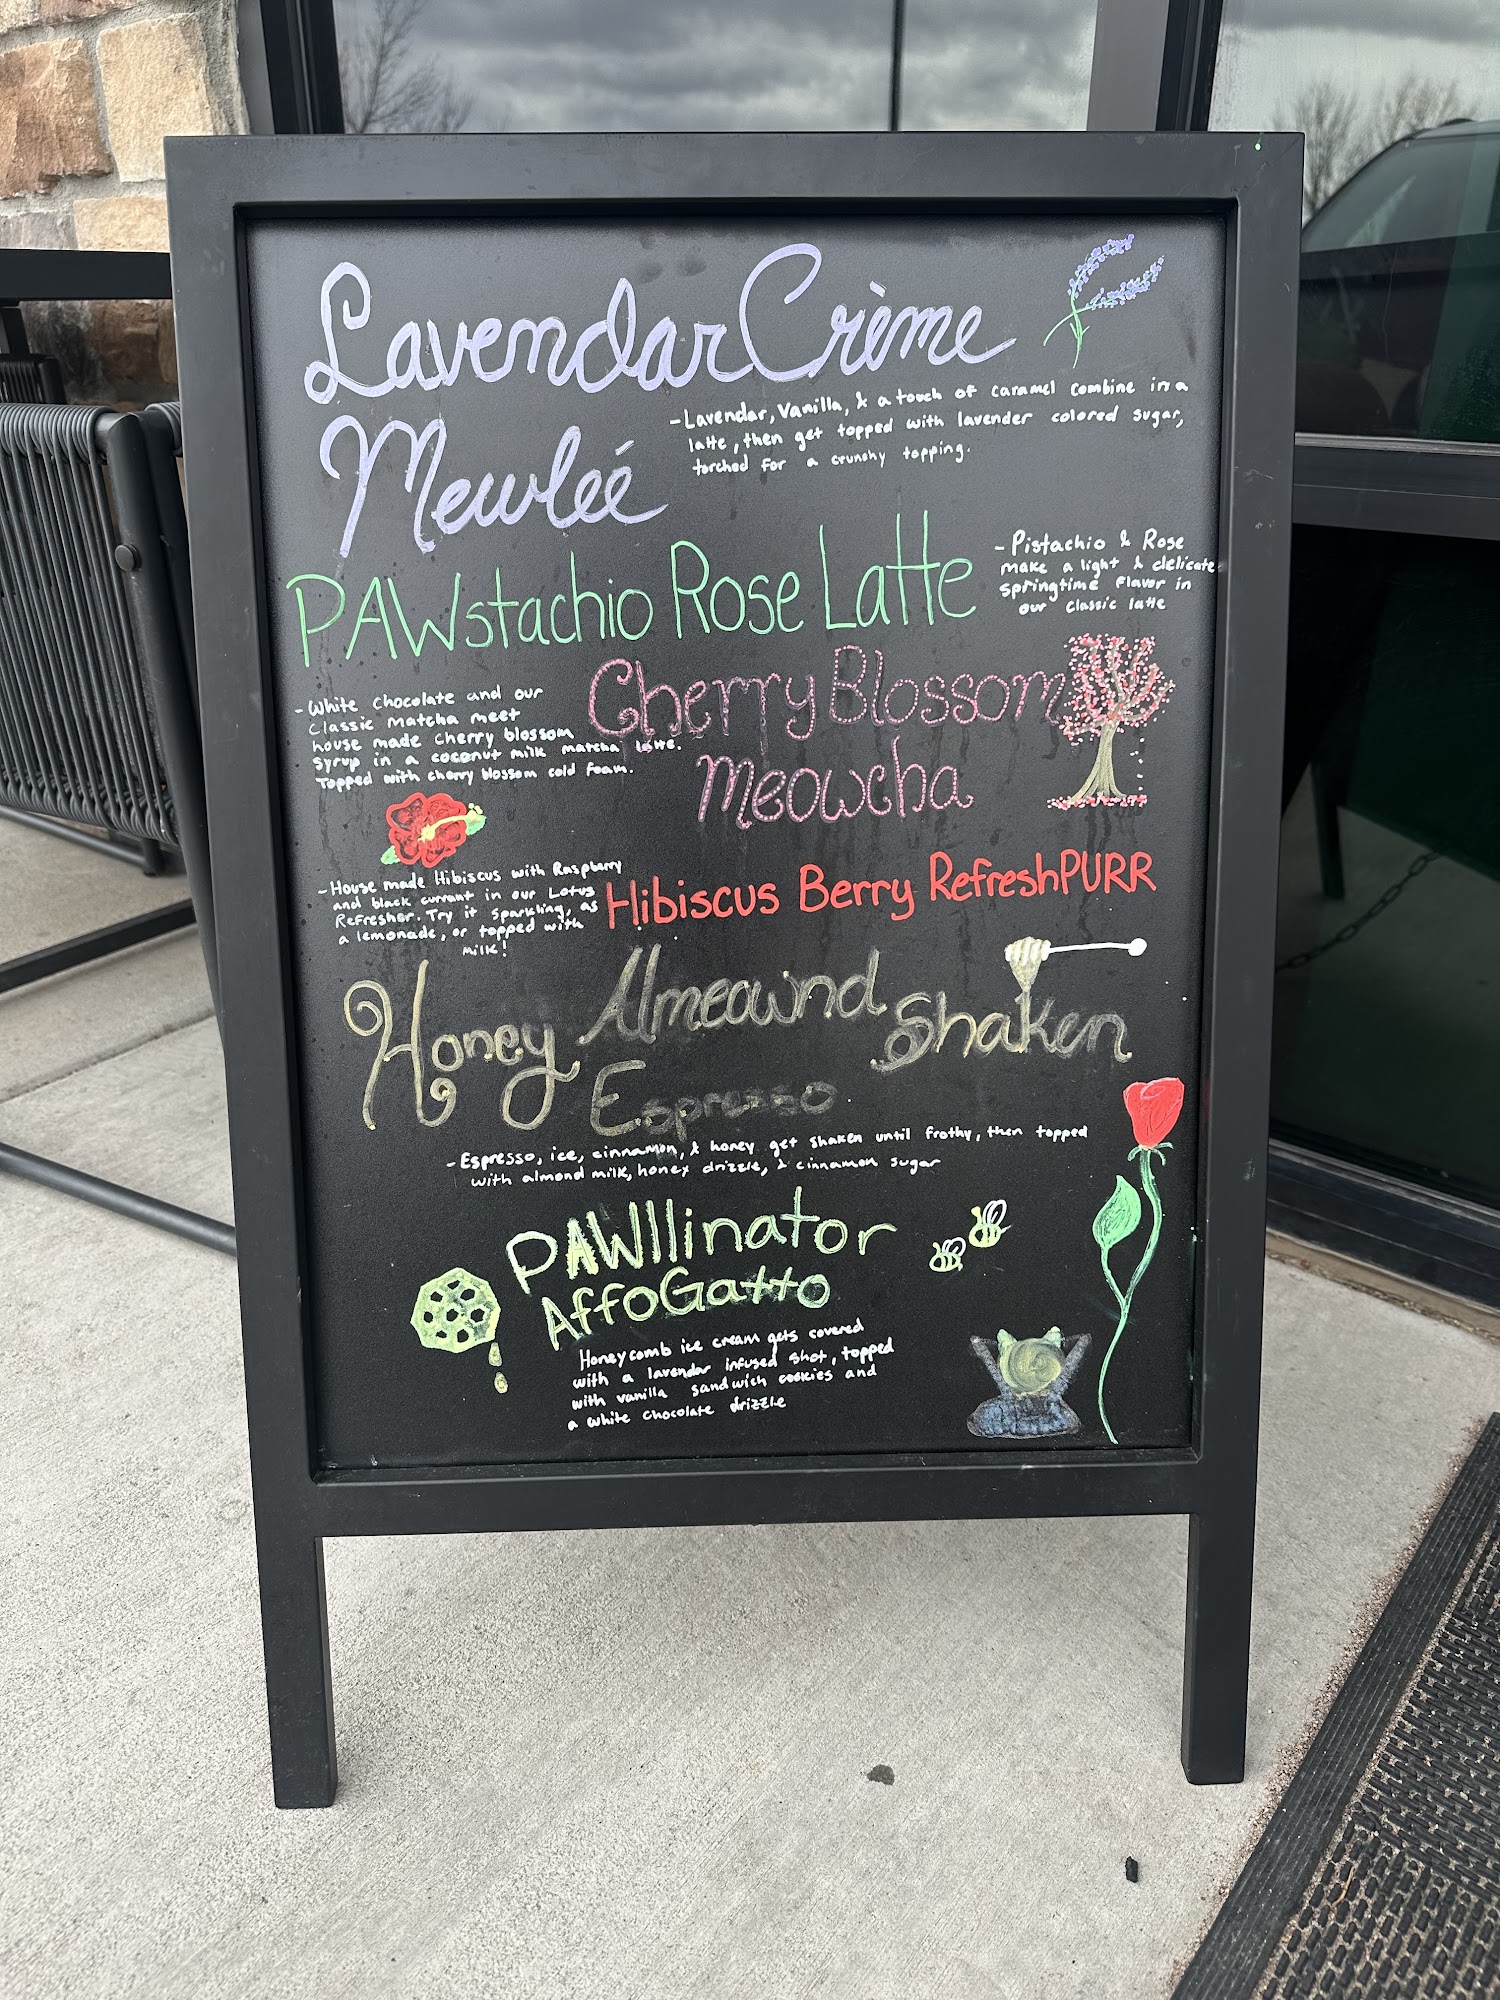 Lavendar Crème
Mewleé
- Lavendar, Vanilla, & a touch of caramel combine in a
latte, then get topped with lavender colored sugar,
torched for a crunchy topping.
PAWstachio Rose Latte
- Pistachio & Rose
make a light & delicate
springtime flavor in
our classic latte
Cherry Blossom
Meowcha
- White chocolate and our
classic matcha meet
house made cherry blossom
syrup in a coconut milk matcha latte.
Topped with cherry blossom cold foam.
Hibiscus Berry RefreshPURR
- House made Hibiscus with Raspberry
and black currant in our Lotus
Refresher. Try it sparkling, as
a lemonade, or topped with
milk!
Honey Almeownd Shaken
Espresso
- Espresso, ice, cinnamon, & honey get shaken until frothy, then topped
with almond milk, honey drizzle, & cinnamon sugar
PAWllinator
AffoGatto
Honeycomb ice cream gets covered
with a lavendar infused shot, topped
with vanilla sandwich cookies and
a white chocolate drizzle